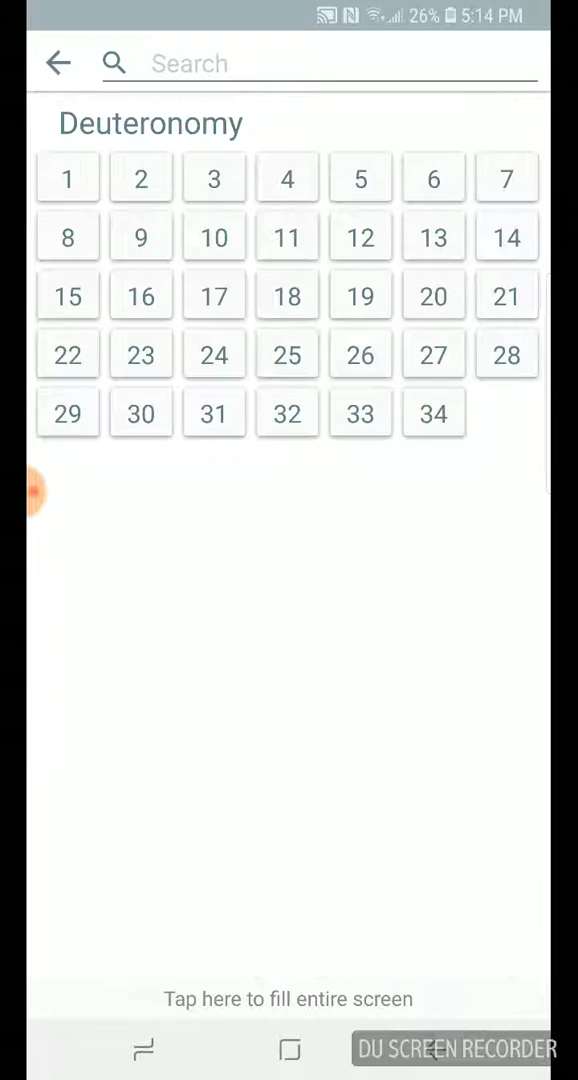 26% 5:14 PM
Search
Deuteronomy
1 2 3 4 5 6 7
8 9 10 11 12 13 14
15 16 17 18 19 20 21
22 23 24 25 26 27 28
29 30 31 32 33 34
Tap here to fill entire screen
DU SCREEN RECORDER